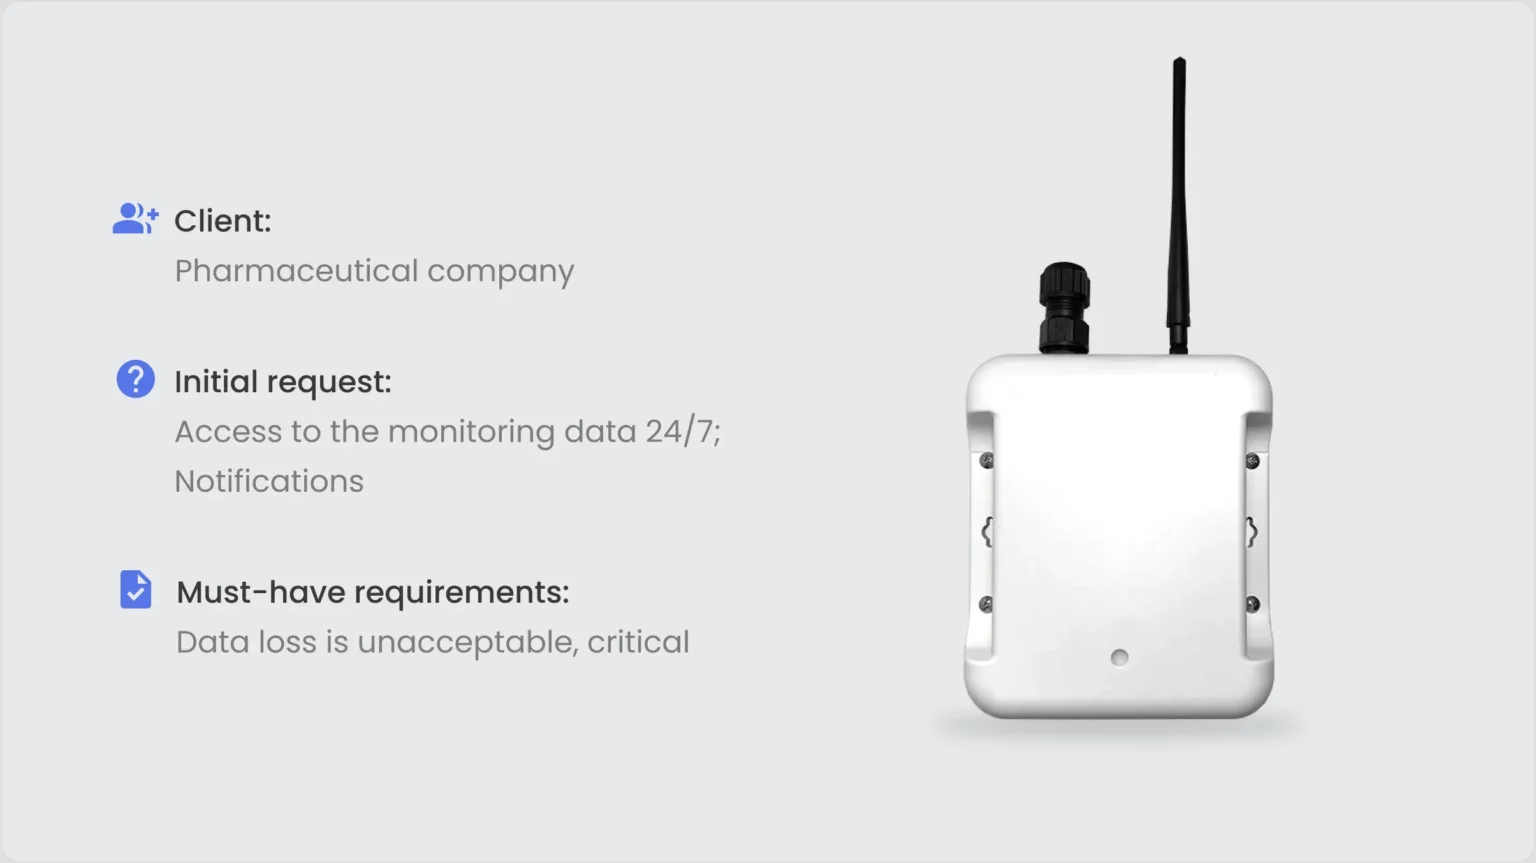 Client:
Pharmaceutical company
Initial request:
Access to the monitoring data 24/7;
Notifications
Must-have requirements:
Data loss is unacceptable, critical